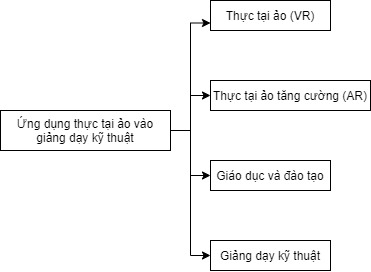 Thực tại ảo (VR)
Thực tại ảo tăng cường (AR)
Ứng dụng thực tại ảo vào
giảng dạy kỹ thuật
Giáo dục và đảo tạo
Giảng dạy kỹ thuật